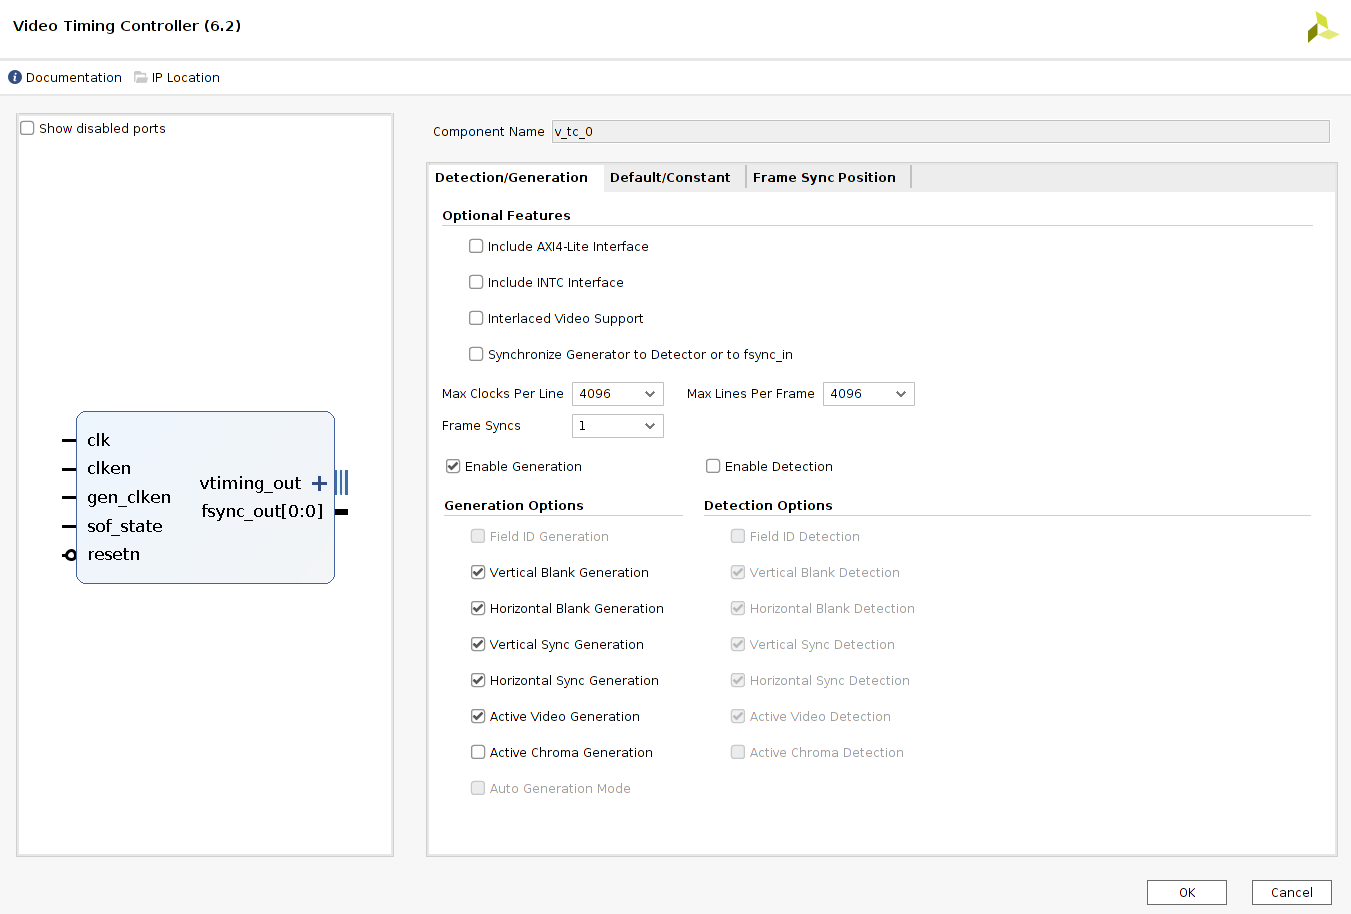 Video Timing Controller (6.2)
Documentation IP Location
Show disabled ports
clk
clken
gen_clken
sof_state
resetn
vtiming_out
fsync_out[0:0]
Component Name v_tc_0
Detection/Generation Default/Constant Frame Sync Position
Optional Features
Include AXI4-Lite Interface
Include INTC Interface
Interlaced Video Support
Synchronize Generator to Detector or to fsync_in
Max Clocks Per Line 4096 Max Lines Per Frame 4096
Frame Syncs 1
Enable Generation Enable Detection
Generation Options Detection Options
Field ID Generation Field ID Detection
Vertical Blank Generation Vertical Blank Detection
Horizontal Blank Generation Horizontal Blank Detection
Vertical Sync Generation Vertical Sync Detection
Horizontal Sync Generation Horizontal Sync Detection
Active Video Generation Active Video Detection
Active Chroma Generation Active Chroma Detection
Auto Generation Mode
OK Cancel